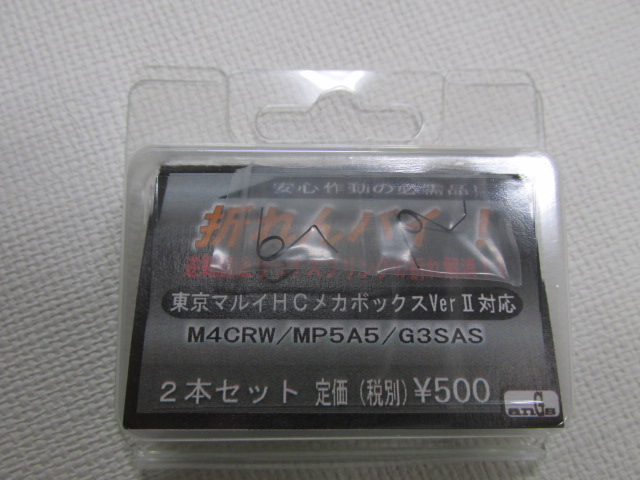 安心作動の必需品!
折れんバイ!
東京マルイHCメカボックスVerⅡ対応
M4CRW/MP5A5/G3SAS
2本セット 定価(税別)¥500
anGs